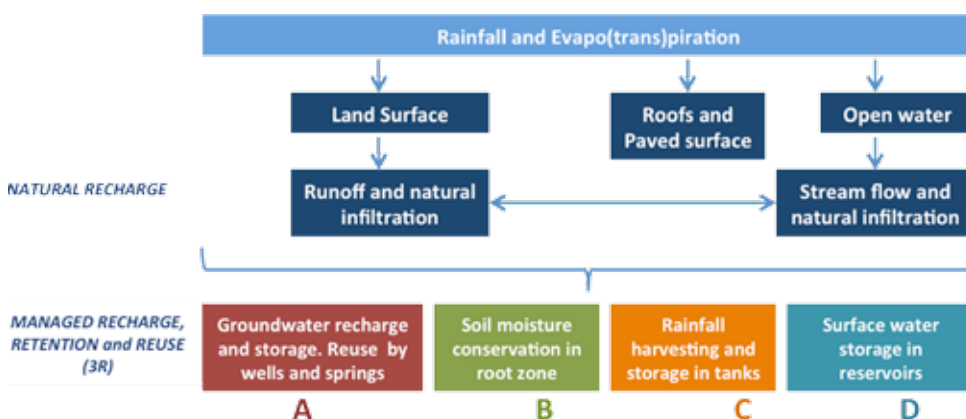 Rainfall and Evapo(trans)piration
Land Surface
Roofs and
Paved surface
Open water
NATURAL RECHARGE
Runoff and natural
infiltration
Stream flow and
natural infiltration
MANAGED RECHARGE,
RETENTION and REUSE
(3R)
Groundwater recharge
and storage. Reuse by
wells and springs
Soil moisture
conservation in
root zone
Rainfall
harvesting and
storage in tanks
Surface water
storage in
reservoirs
A
B
C
D